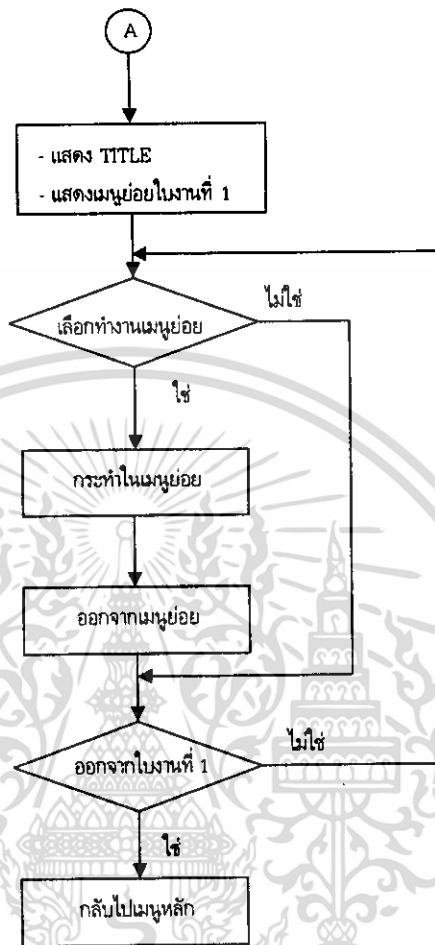 A
- แสดง TITLE
- แสดงเมนูย่อยใบงานที่ 1
ไม่ใช่
เลือกทำงานเมนูย่อย
ใช่
กระทำในเมนูย่อย
ออกจากเมนูย่อย
ไม่ใช่
ออกจากใบงานที่ 1
ใช่
กลับไปเมนูหลัก